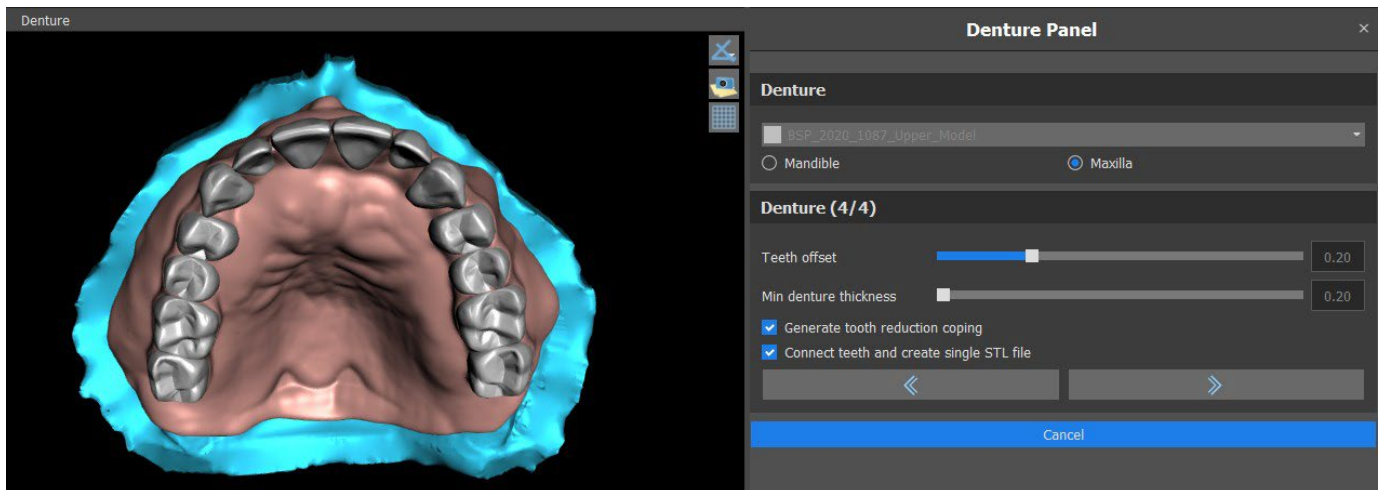 Denture
Denture Panel
Denture
BSP_2020_1087_Upper_Model
Mandible
Maxilla
Denture (4/4)
Teeth offset
0.20
Min denture thickness
0.20
Generate tooth reduction coping
Connect teeth and create single STL file
Cancel